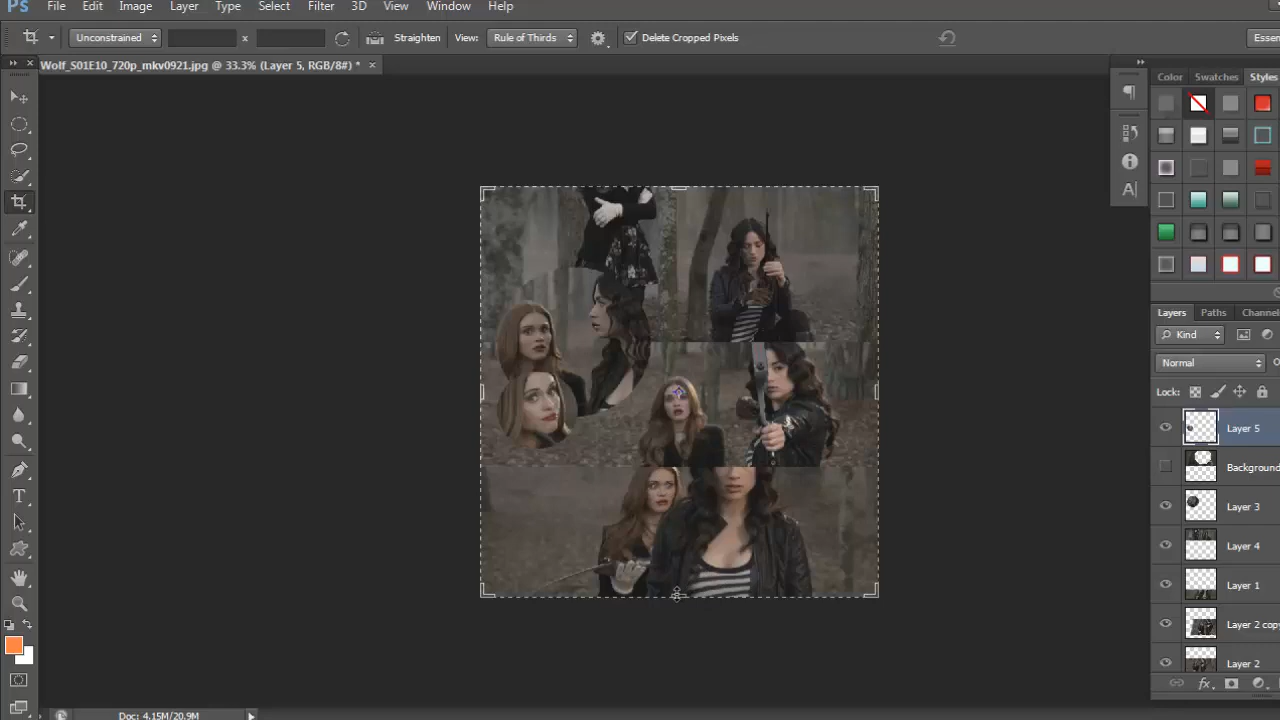 Ps File Edit Image Layer Type Select Filter 3D View Window Help
Unconstrained x Straighten View: Rule of Thirds Delete Cropped Pixels Essen
Wolf_S01E10_720p_mkv0921.jpg @ 33.3% (Layer 5, RGB/8#) * ×
Color Swatches Styles
Layers Paths Channel
Kind
Normal
Lock:
Layer 5
Background
Layer 3
Layer 4
Layer 1
Layer 2 copy
Layer 2
fx
Doc: 4.15M/20.9M